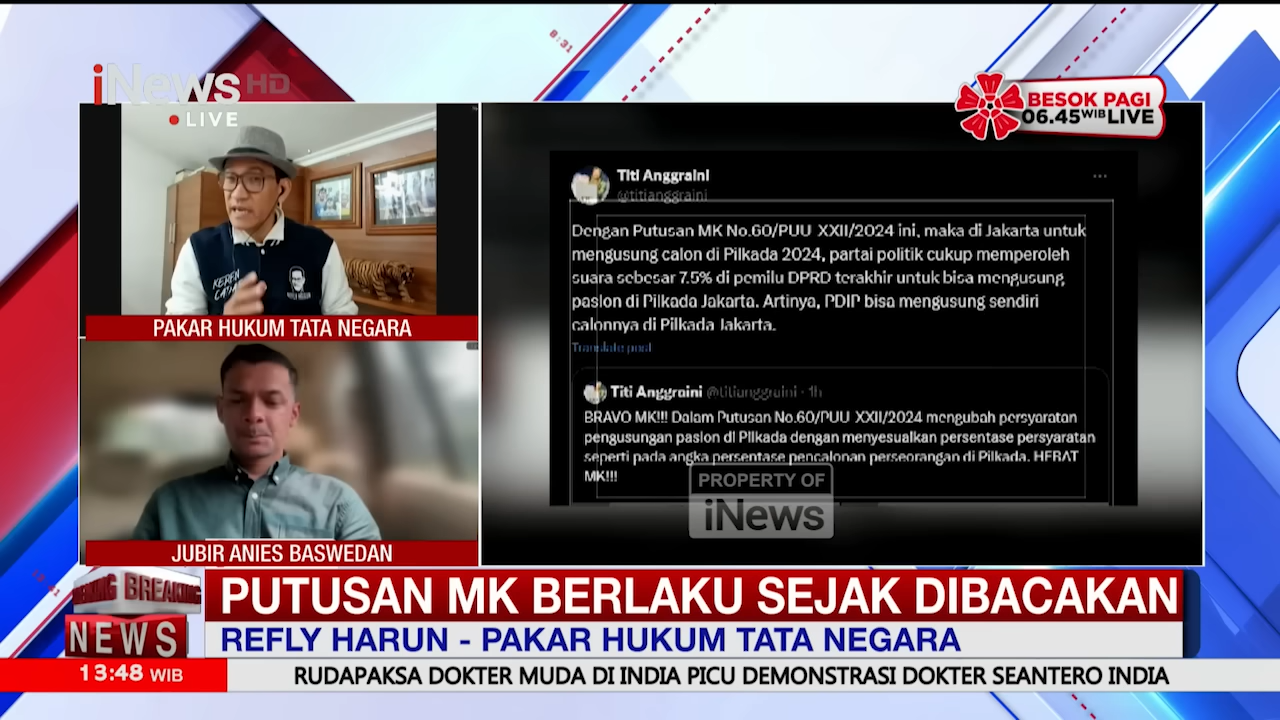 iNews HD
LIVE
BESOK PAGI
06.45 WIB LIVE
KEREN
PAKAR HUKUM TATA NEGARA
JUBIR ANIES BASWEDAN
Titi Anggraini
@titianggraini
Dengan Putusan MK No.60/PUU XXII/2024 ini, maka di Jakarta untuk
mengusung calon di Pilkada 2024, partai politik cukup memperoleh
suara sebesar 7.5% di pemilu DPRD terakhir untuk bisa mengusung
paslon di Pilkada Jakarta. Artinya, PDIP bisa mengusung sendiri
calonnya di Pilkada Jakarta.
Translate post
Titi Anggraini @titianggraini · 1h
BRAVO MK!!! Dalam Putusan No.60/PUU XXII/2024 mengubah persyaratan
pengusungan paslon di Pilkada dengan menyesuaikan persentase persyaratan
seperti pada angka persentase pencalonan perseorangan di Pilkada. HEBAT
MK!!!
PROPERTY OF
iNews
BREAKING
NEWS
PUTUSAN MK BERLAKU SEJAK DIBACAKAN
REFLY HARUN - PAKAR HUKUM TATA NEGARA
13:48 WIB
RUDAPAKSA DOKTER MUDA DI INDIA PICU DEMONSTRASI DOKTER SEANTERO INDIA